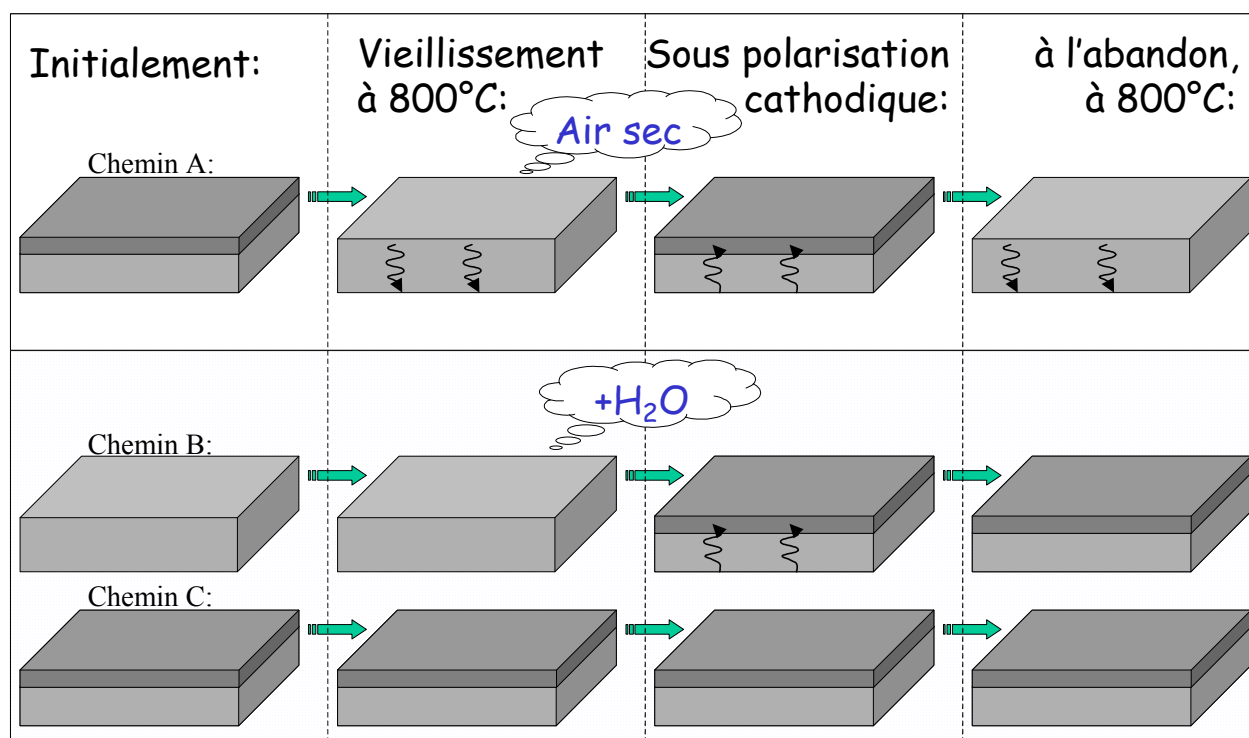 Initialement:
Vieillissement
à 800°C:
Sous polarisation
cathodique:
à l'abandon,
à 800°C:
Air sec
Chemin A:
+H₂O
Chemin B:
Chemin C: